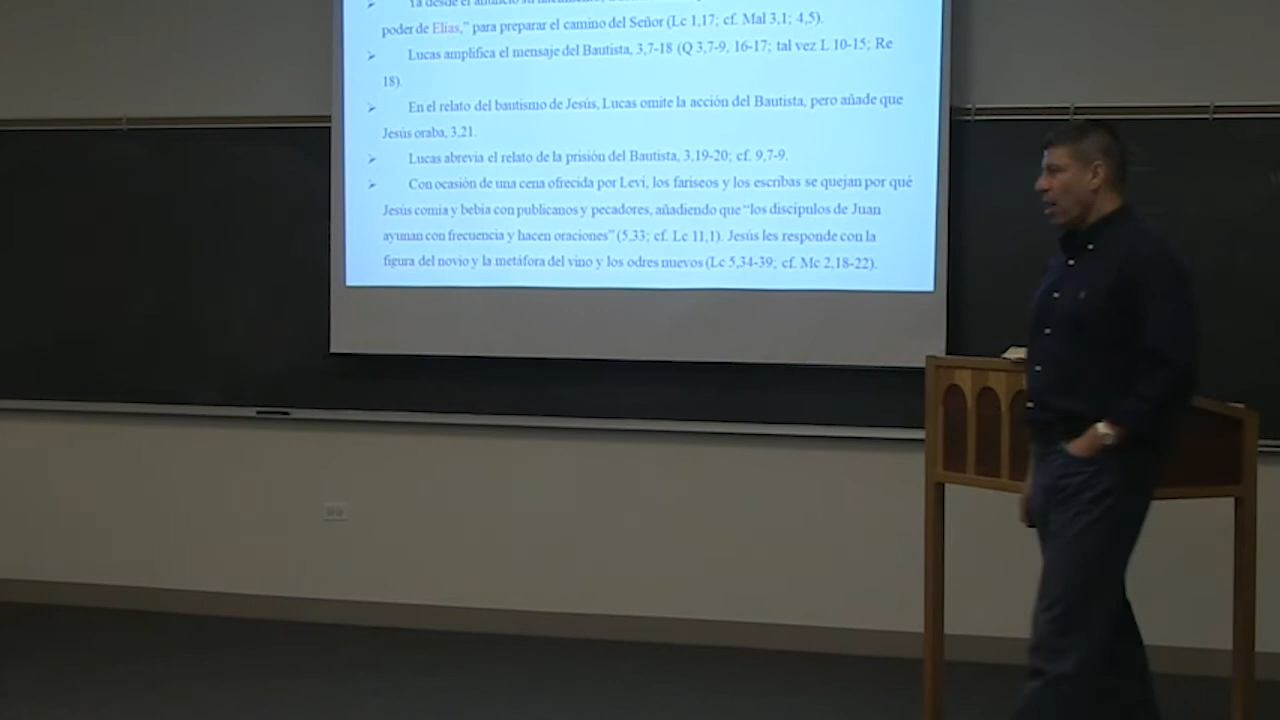 ➢ Ya desde el anuncio
poder de Elías,” para preparar el camino del Señor (Lc 1,17; cf. Mal 3,1; 4,5).
➢ Lucas amplifica el mensaje del Bautista, 3,7-18 (Q 3,7-9, 16-17; tal vez L 10-15; Re
18).
➢ En el relato del bautismo de Jesús, Lucas omite la acción del Bautista, pero añade que
Jesús oraba, 3,21.
➢ Lucas abrevia el relato de la prisión del Bautista, 3,19-20; cf. 9,7-9.
➢ Con ocasión de una cena ofrecida por Leví, los fariseos y los escribas se quejan por qué
Jesús comía y bebía con publicanos y pecadores, añadiendo que “los discípulos de Juan
ayunan con frecuencia y hacen oraciones” (5,33; cf. Lc 11,1). Jesús les responde con la
figura del novio y la metáfora del vino y los odres nuevos (Lc 5,34-39; cf. Mc 2,18-22).